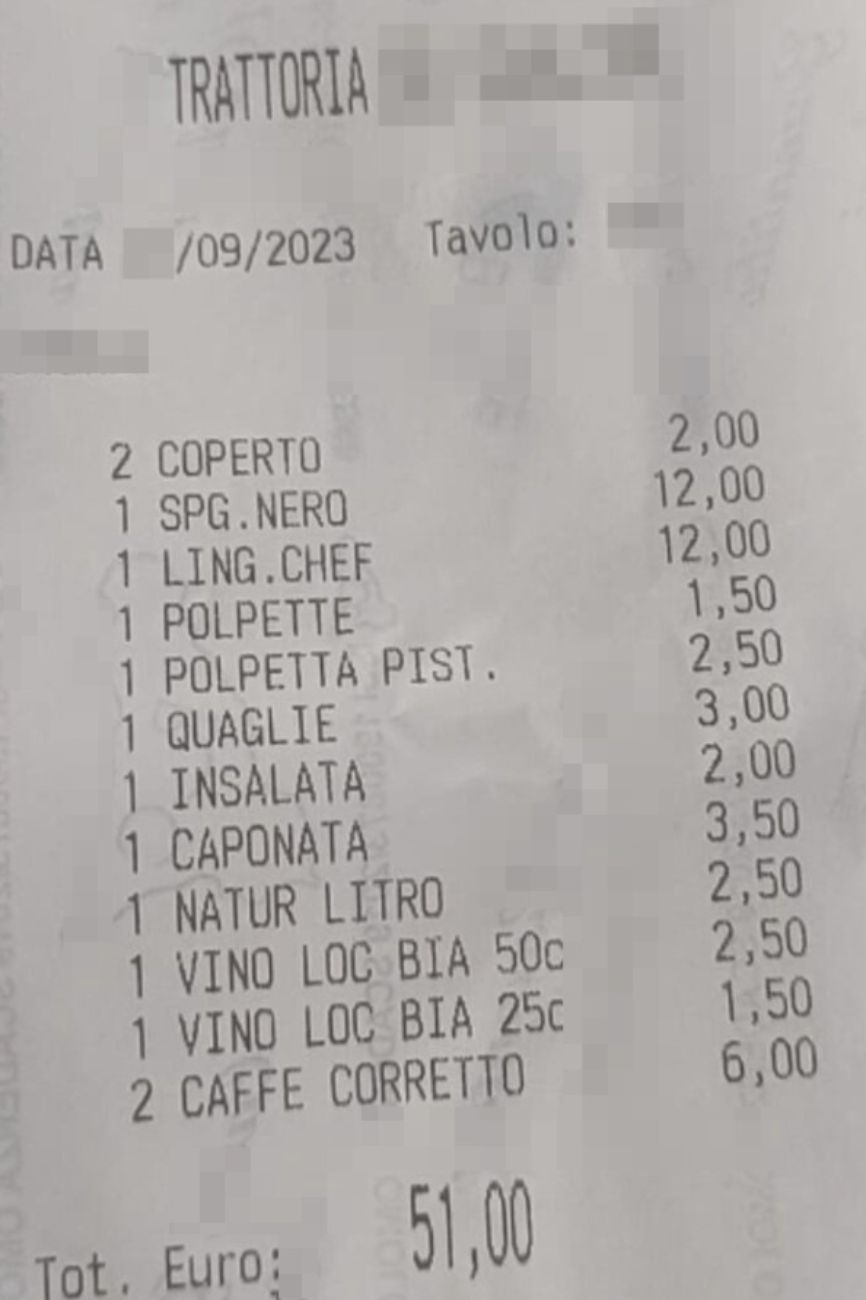 TRATTORIA
DATA /09/2023 Tavolo:
2 COPERTO 2,00
1 SPG.NERO 12,00
1 LING.CHEF 12,00
1 POLPETTE 1,50
1 POLPETTA PIST. 2,50
1 QUAGLIE 3,00
1 INSALATA 2,00
1 CAPONATA 3,50
1 NATUR LITRO 2,50
1 VINO LOC BIA 50c 2,50
1 VINO LOC BIA 25c 1,50
2 CAFFE CORRETTO 6,00
Tot. Euro: 51,00